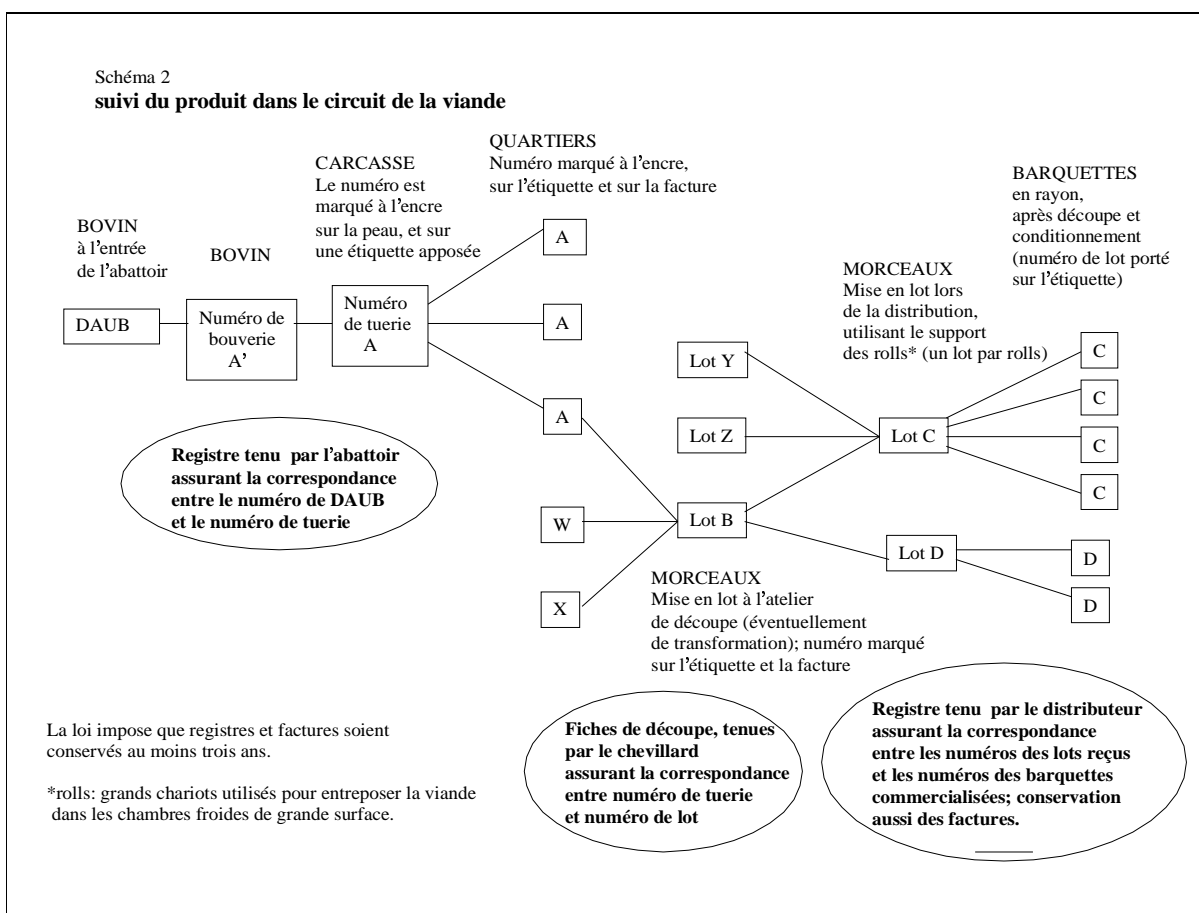 Schéma 2
suivi du produit dans le circuit de la viande
BOVIN
à l'entrée
de l'abattoir
DAUB
BOVIN
Numéro de
bouverie
A'
CARCASSE
Le numéro est
marqué à l'encre
sur la peau, et sur
une étiquette apposée
Numéro
de tuerie
A
QUARTIERS
Numéro marqué à l'encre,
sur l'étiquette et sur la facture
A
A
A
W
X
Registre tenu par l'abattoir
assurant la correspondance
entre le numéro de DAUB
et le numéro de tuerie
Lot Y
Lot Z
Lot B
MORCEAUX
Mise en lot à l'atelier
de découpe (éventuellement
de transformation); numéro marqué
sur l'étiquette et la facture
MORCEAUX
Mise en lot lors
de la distribution,
utilisant le support
des rolls* (un lot par rolls)
Lot C
Lot D
BARQUETTES
en rayon,
après découpe et
conditionnement
(numéro de lot porté
sur l'étiquette)
C
C
C
C
D
D
Fiches de découpe, tenues
par le chevillard
assurant la correspondance
entre numéro de tuerie
et numéro de lot
Registre tenu par le distributeur
assurant la correspondance
entre les numéros des lots reçus
et les numéros des barquettes
commercialisées; conservation
aussi des factures.
La loi impose que registres et factures soient
conservés au moins trois ans.
*rolls: grands chariots utilisés pour entreposer la viande
dans les chambres froides de grande surface.